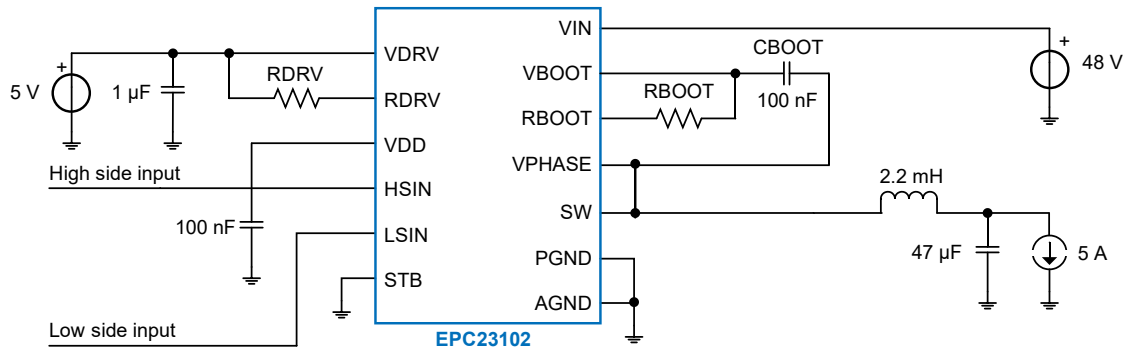 VIN
48 V
VDRV
5 V
1 µF
RDRV
RDRV
VBOOT
CBOOT
100 nF
RBOOT
RBOOT
VDD
VPHASE
High side input
HSIN
2.2 mH
SW
100 nF
LSIN
47 µF
5 A
PGND
STB
AGND
Low side input
EPC23102